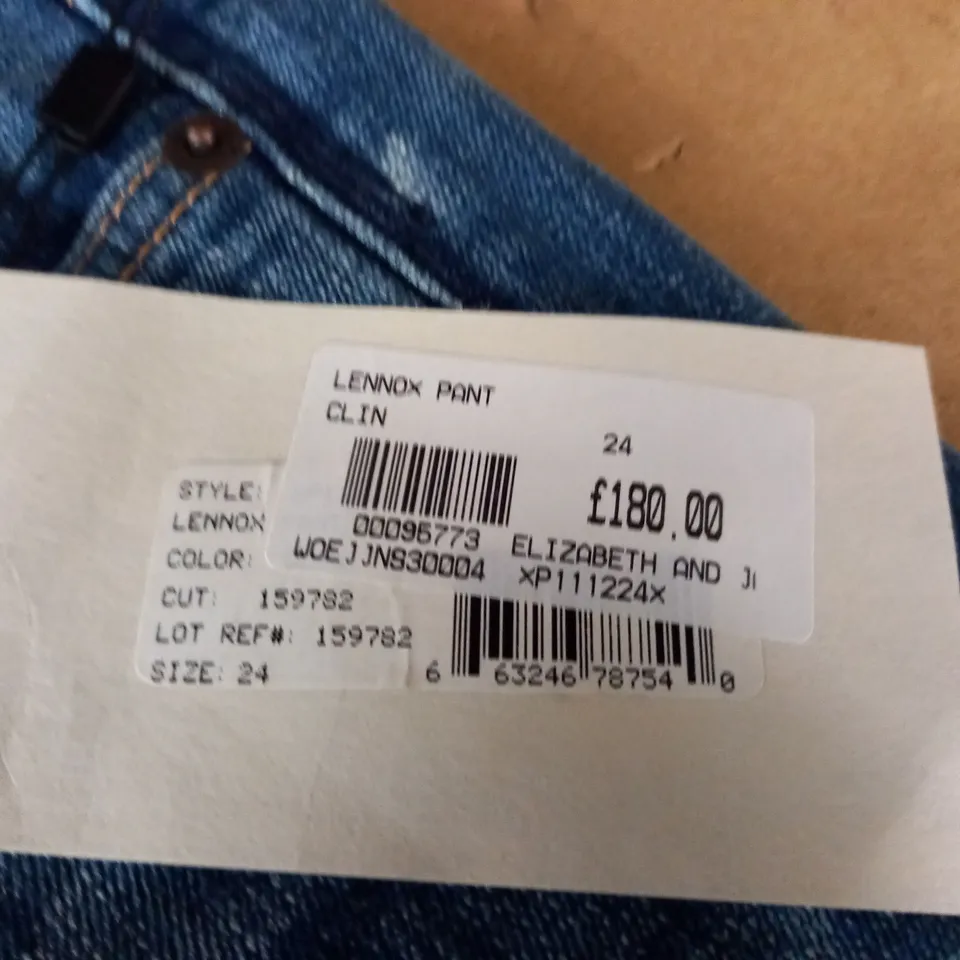 LENNOX PANT
CLIN
24
£180.00
00095773
ELIZABETH AND
WOEJJNS30004 XP111224X
STYLE:
LENNOX
COLOR:
CUT: 159782
LOT REF#: 159782
SIZE: 24
6 63246 78754 0